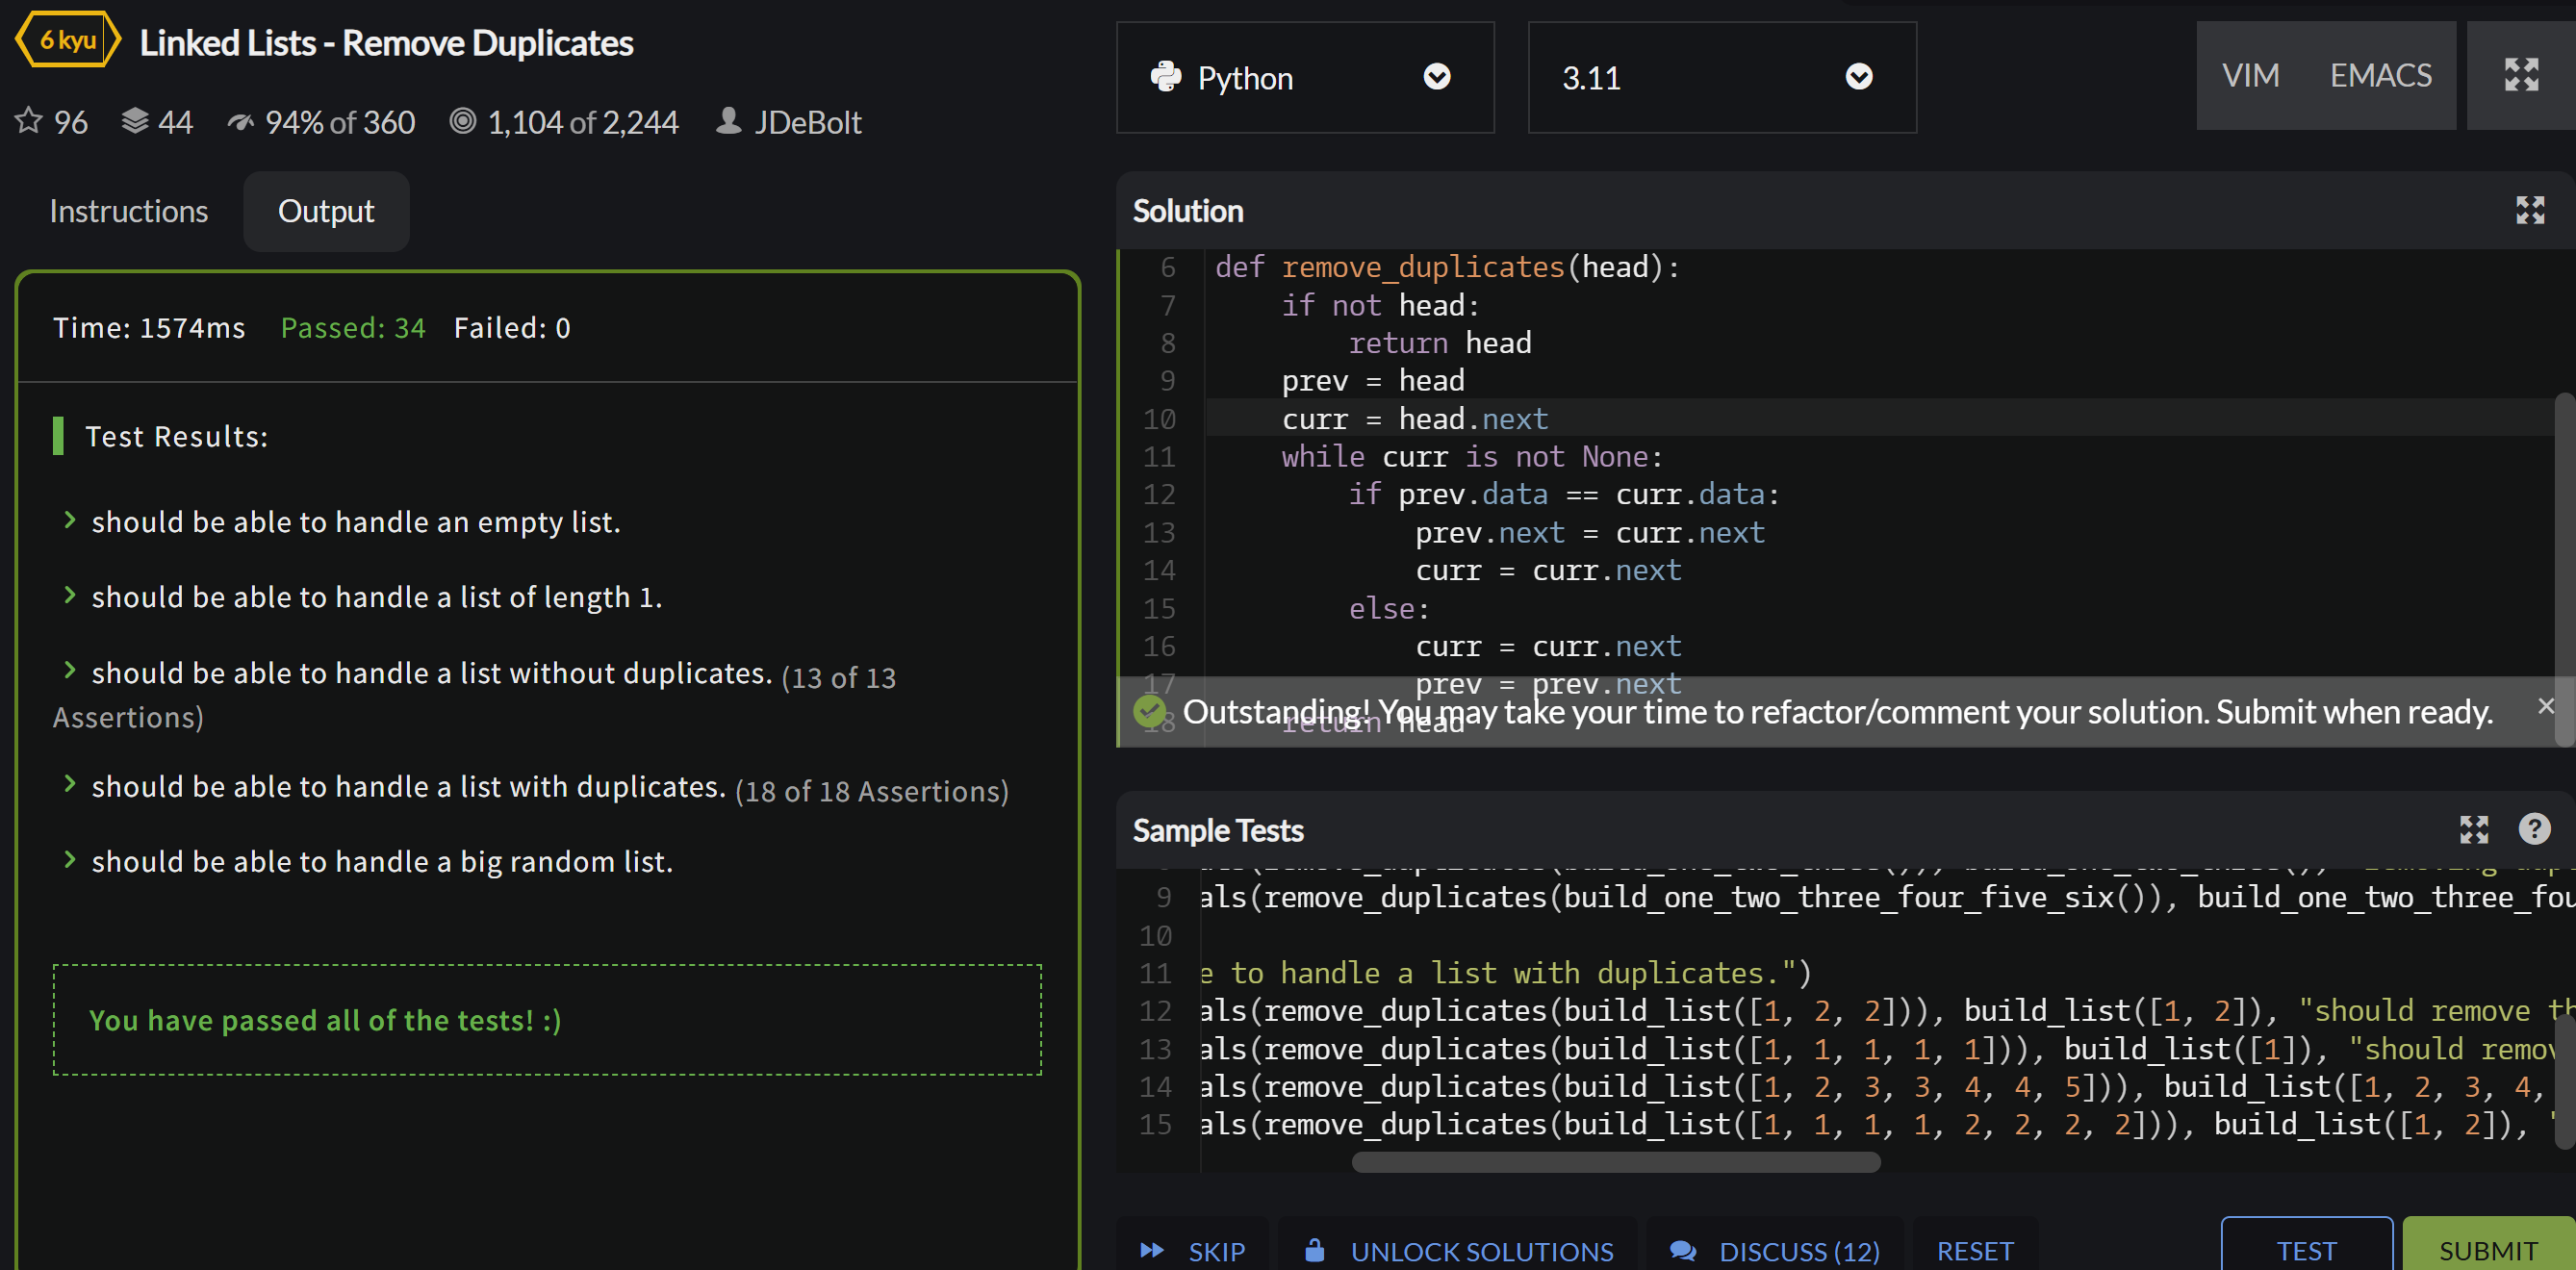 6 kyu Linked Lists - Remove Duplicates
96 44 94% of 360 1,104 of 2,244 JDeBolt
Instructions Output
Time: 1574ms Passed: 34 Failed: 0
Test Results:
should be able to handle an empty list.
should be able to handle a list of length 1.
should be able to handle a list without duplicates. (13 of 13
Assertions)
should be able to handle a list with duplicates. (18 of 18 Assertions)
should be able to handle a big random list.
You have passed all of the tests! :)
Python 3.11 VIM EMACS
Solution
6 def remove_duplicates(head):
7 if not head:
8 return head
9 prev = head
10 curr = head.next
11 while curr is not None:
12 if prev.data == curr.data:
13 prev.next = curr.next
14 curr = curr.next
15 else:
16 curr = curr.next
17 prev = prev.next
18 return head
Outstanding! You may take your time to refactor/comment your solution. Submit when ready.
Sample Tests
9 als(remove_duplicates(build_one_two_three_four_five_six()), build_one_two_three_fou
10
11 e to handle a list with duplicates.")
12 als(remove_duplicates(build_list([1, 2, 2])), build_list([1, 2]), "should remove th
13 als(remove_duplicates(build_list([1, 1, 1, 1, 1])), build_list([1]), "should remov
14 als(remove_duplicates(build_list([1, 2, 3, 3, 4, 4, 5])), build_list([1, 2, 3, 4,
15 als(remove_duplicates(build_list([1, 1, 1, 1, 2, 2, 2, 2])), build_list([1, 2]), "
SKIP UNLOCK SOLUTIONS DISCUSS (12) RESET TEST SUBMIT